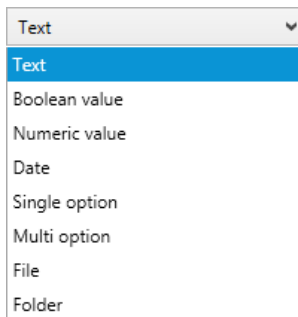 Text
Text
Boolean value
Numeric value
Date
Single option
Multi option
File
Folder